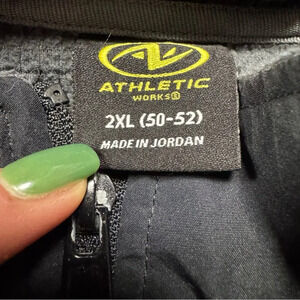 ATHLETIC
WORKS®
2XL (50-52)
MADE IN JORDAN